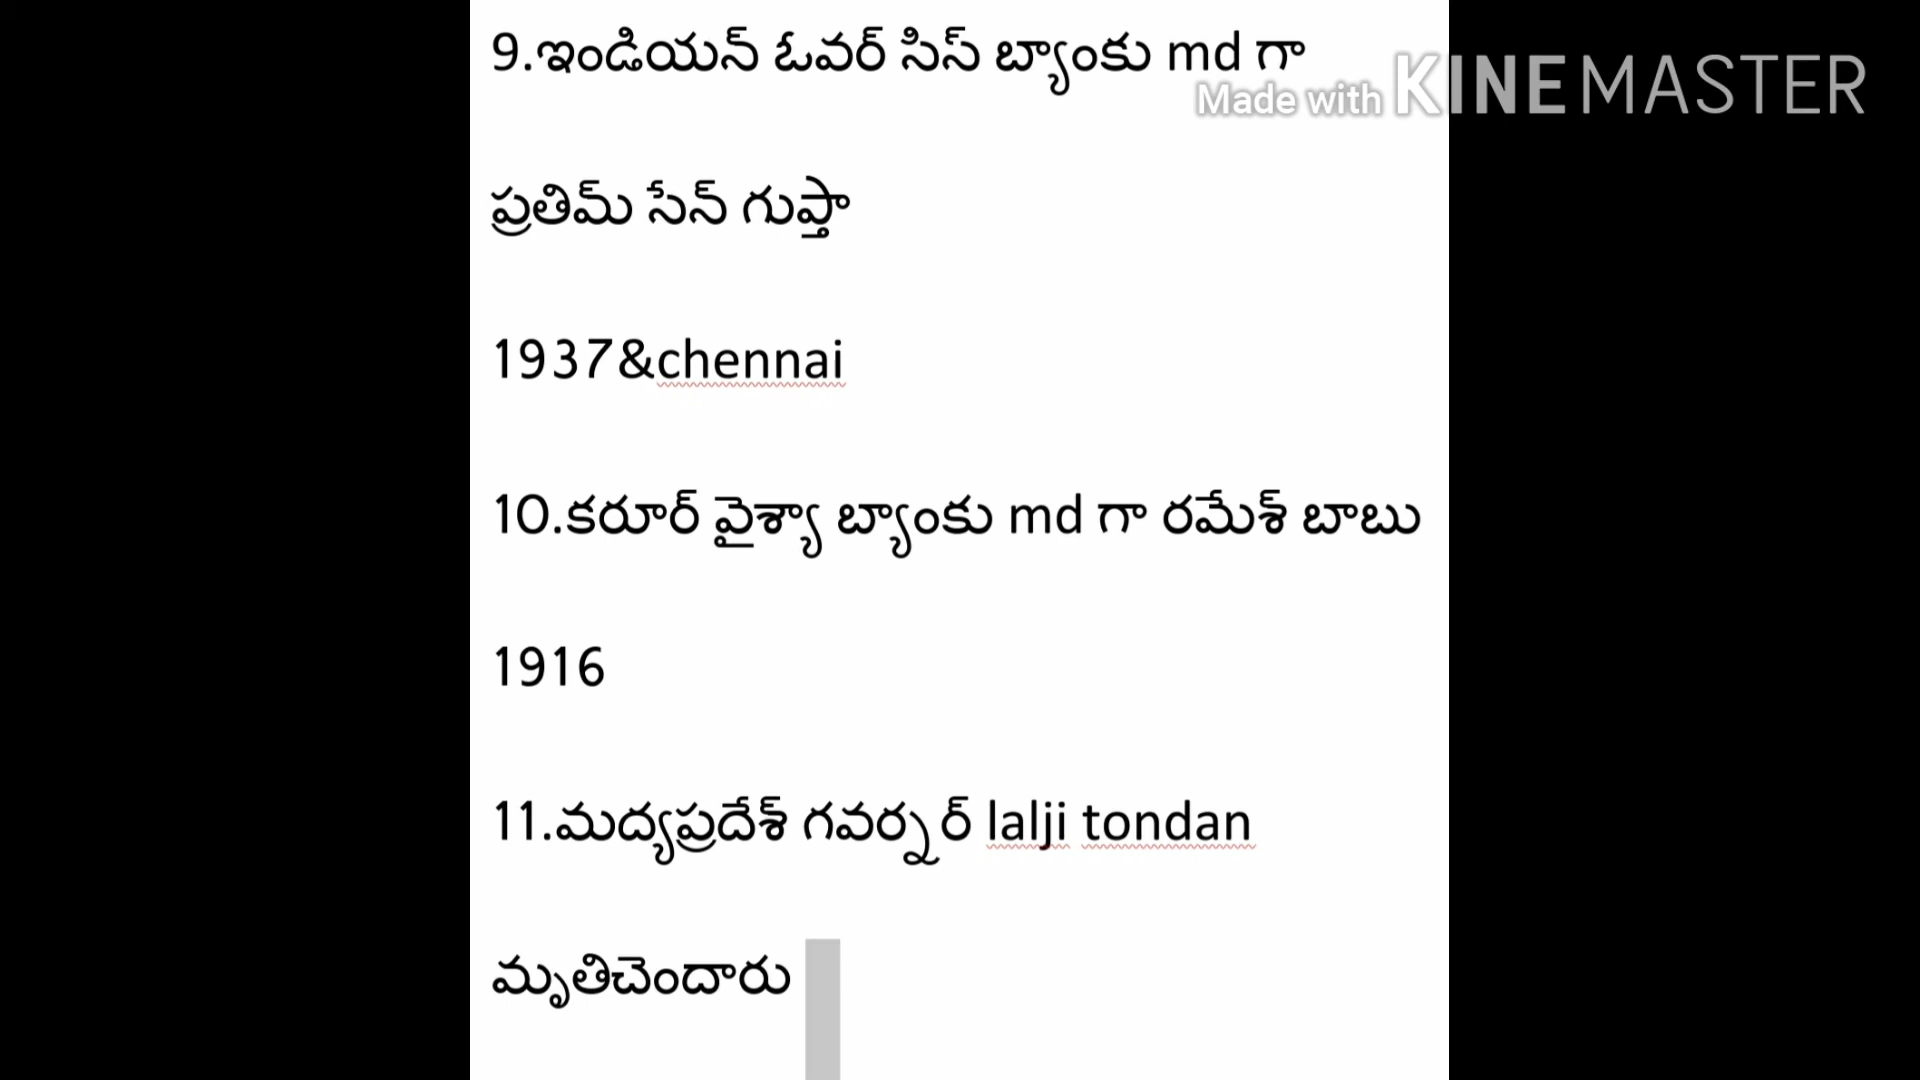 9.ఇండియన్ ఓవర్ సిస్ బ్యాంకు md గా
Made with KINEMASTER
ప్రతిమ్ సేన్ గుప్తా
1937&chennai
10.కరూర్ వైశ్యా బ్యాంకు md గా రమేశ్ బాబు
1916
11.మద్యప్రదేశ్ గవర్నర్ lalji tondan
మృతిచెందారు